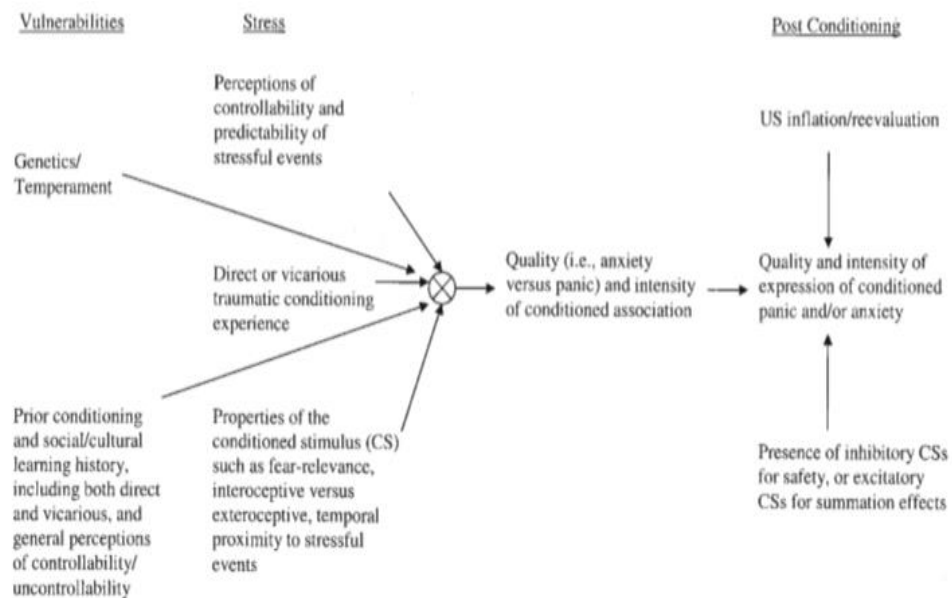 Vulnerabilities
Stress
Post Conditioning
Perceptions of
controllability and
predictability of
stressful events
US inflation/reevaluation
Genetics/
Temperament
Direct or vicarious
traumatic conditioning
experience
Quality (i.e., anxiety
versus panic) and intensity
of conditioned association
Quality and intensity of
expression of conditioned
panic and/or anxiety
Prior conditioning
and social/cultural
learning history,
including both direct
and vicarious, and
general perceptions
of controllability/
uncontrollability
Properties of the
conditioned stimulus (CS)
such as fear-relevance,
interoceptive versus
exteroceptive, temporal
proximity to stressful
events
Presence of inhibitory CSs
for safety, or excitatory
CSs for summation effects